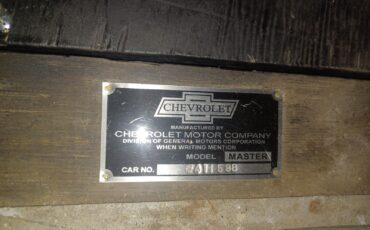 CHEVROLET
MANUFACTURED BY
CHEVROLET MOTOR COMPANY
DIVISION OF GENERAL MOTORS CORPORATION
WHEN WRITING MENTION
MODEL MASTER
CAR NO.